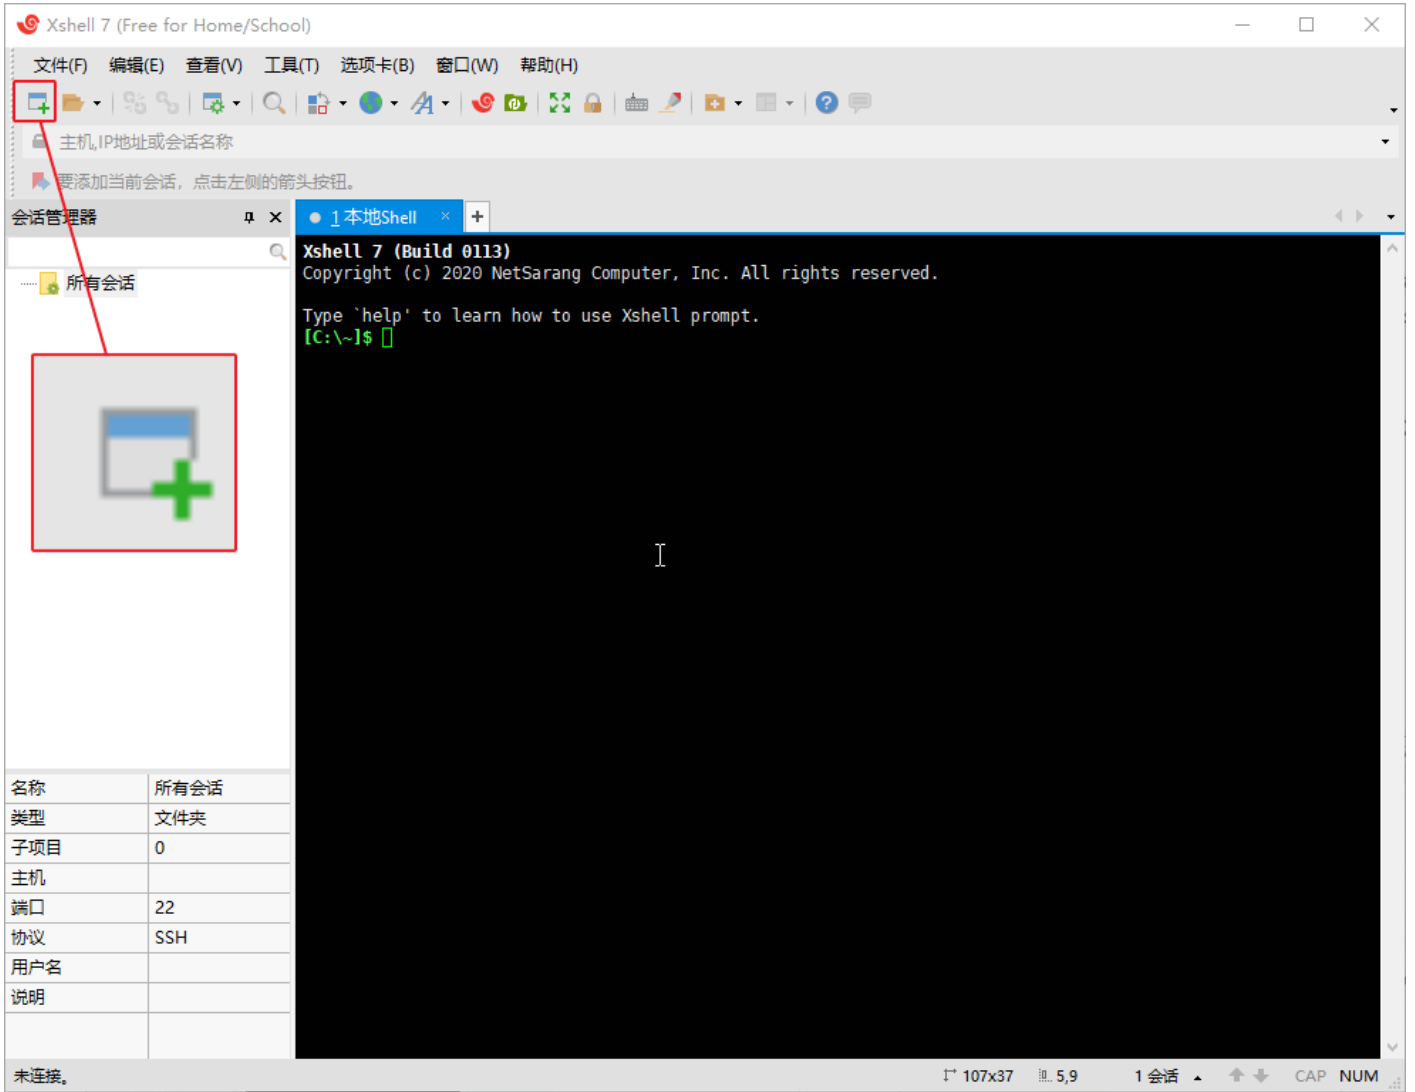 Xshell 7 (Free for Home/School)
文件(F) 编辑(E) 查看(V) 工具(T) 选项卡(B) 窗口(W) 帮助(H)
主机,IP地址或会话名称
要添加当前会话，点击左侧的箭头按钮。
会话管理器
1 本地Shell
所有会话
Xshell 7 (Build 0113)
Copyright (c) 2020 NetSarang Computer, Inc. All rights reserved.
Type `help' to learn how to use Xshell prompt.
[C:\~]$
名称 所有会话
类型 文件夹
子项目 0
主机
端口 22
协议 SSH
用户名
说明
未连接。 107x37 5,9 1 会话 CAP NUM